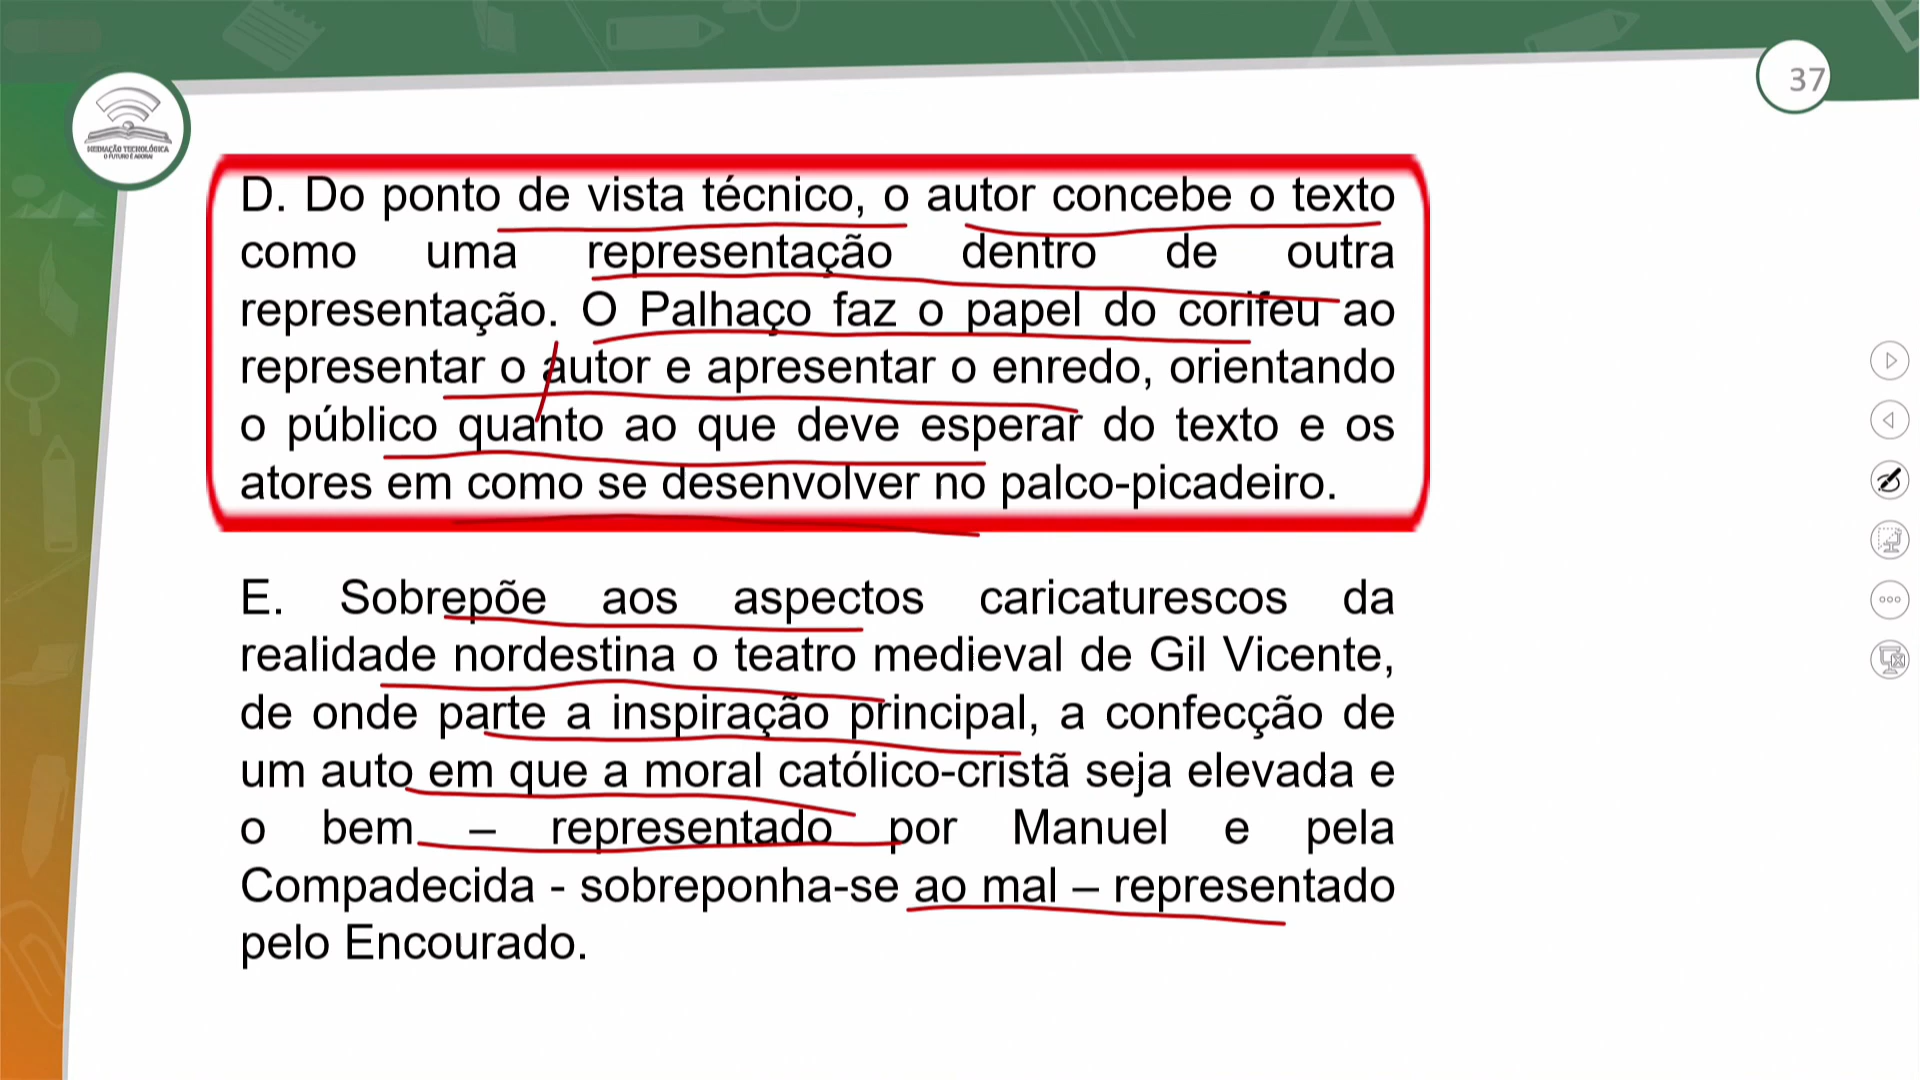 37
MEDIAÇÃO TECNOLÓGICA
O FUTURO É AGORA!
D. Do ponto de vista técnico, o autor concebe o texto
como uma representação dentro de outra
representação. O Palhaço faz o papel do corifeu ao
representar o autor e apresentar o enredo, orientando
o público quanto ao que deve esperar do texto e os
atores em como se desenvolver no palco-picadeiro.
E. Sobrepõe aos aspectos caricaturescos da
realidade nordestina o teatro medieval de Gil Vicente,
de onde parte a inspiração principal, a confecção de
um auto em que a moral católico-cristã seja elevada e
o bem – representado por Manuel e pela
Compadecida - sobreponha-se ao mal – representado
pelo Encourado.